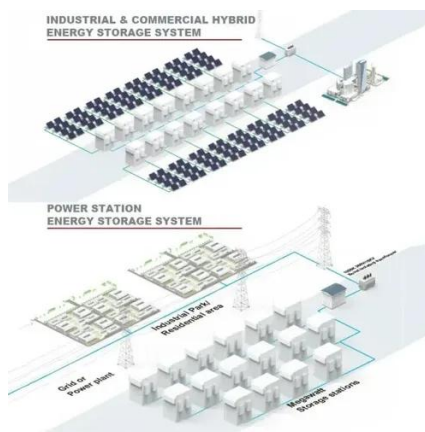 INDUSTRIAL & COMMERCIAL HYBRID
ENERGY STORAGE SYSTEM
POWER STATION
ENERGY STORAGE SYSTEM
Industrial Park/
Residential area
Grid or
Power plant
Megawatt
Storage stations